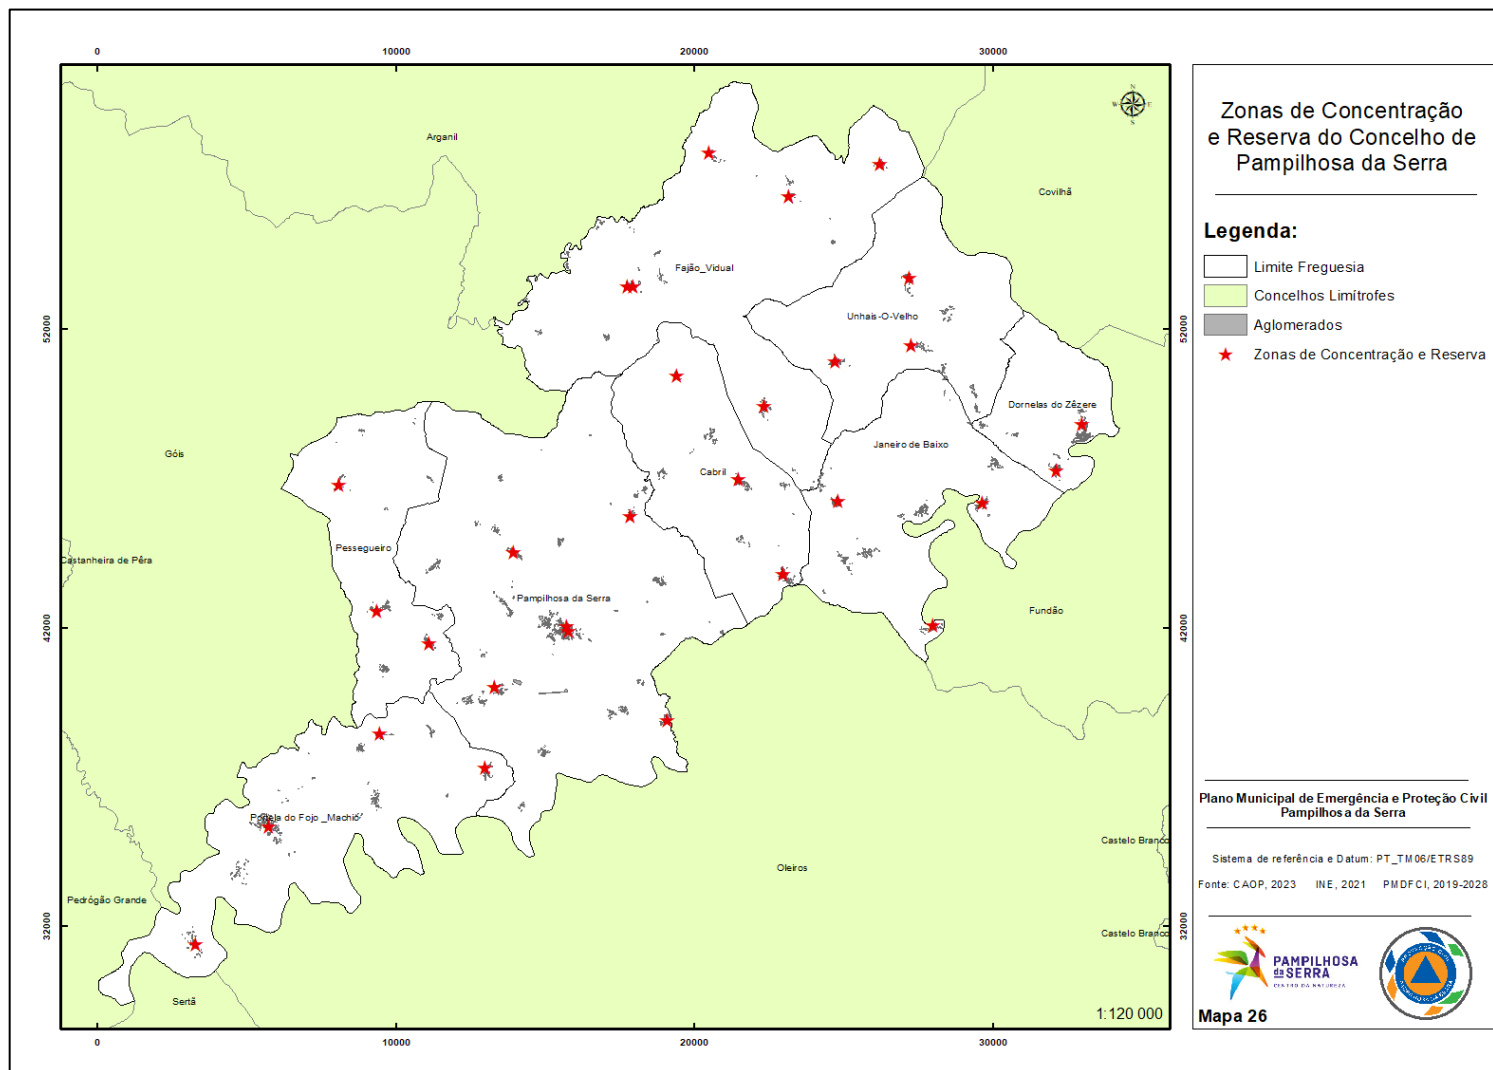 0 10000 20000 30000
N
W E
S
Arganil
Covilhã
Fajão_Vidual
Unhais-O-Velho
52000 52000
Dornelas do Zêzere
Janeiro de Baixo
Góis
Cabril
Pessegueiro
Castanheira de Pêra
Pampilhosa da Serra
Fundão
42000 42000
Portela do Fojo _Machio
Castelo Branco
Oleiros
Pedrógão Grande
Castelo Branco
32000 32000
Sertã
1:120 000
0 10000 20000 30000
Zonas de Concentração
e Reserva do Concelho de
Pampilhosa da Serra
Legenda:
Limite Freguesia
Concelhos Limítrofes
Aglomerados
Zonas de Concentração e Reserva
Plano Municipal de Emergência e Proteção Civil
Pampilhosa da Serra
Sistema de referência e Datum: PT_TM06/ETRS89
Fonte: CAOP, 2023 INE, 2021 PMDFCI, 2019-2028
PAMPILHOSA
da SERRA
CENTRO DA NATUREZA
Mapa 26